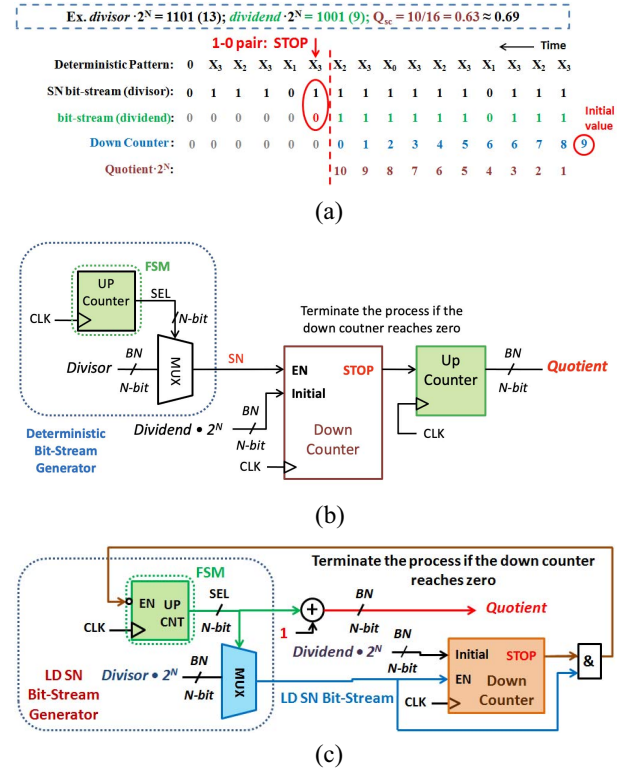 Ex. divisor ·2^N = 1101 (13); dividend ·2^N = 1001 (9); Q_sc = 10/16 = 0.63 ≈ 0.69
1-0 pair: STOP
Time
Deterministic Pattern: 0 X3 X2 X3 X1 X3 X2 X3 X0 X3 X2 X3 X1 X3 X2 X3
SN bit-stream (divisor): 0 1 1 1 0 1 1 1 1 1 1 1 0 1 1 1
bit-stream (dividend): 0 0 0 0 0 0 1 1 1 1 1 1 0 1 1 1
Initial value
Down Counter: 0 0 0 0 0 0 0 1 2 3 4 5 6 6 7 8 9
Quotient·2^N: 10 9 8 7 6 5 4 3 2 1
(a)
FSM
UP Counter
SEL
CLK
N-bit
Terminate the process if the
down coutner reaches zero
Divisor
BN
N-bit
MUX
SN
EN
STOP
Initial
Down Counter
Up Counter
BN
N-bit
Quotient
Dividend • 2^N
BN
N-bit
CLK
CLK
Deterministic
Bit-Stream
Generator
(b)
Terminate the process if the down counter
reaches zero
FSM
EN UP CNT
SEL
N-bit
CLK
+
1
BN
N-bit
Quotient
Dividend • 2^N
BN
N-bit
Initial
STOP
EN
Down Counter
CLK
&
LD SN
Bit-Stream
Generator
Divisor • 2^N
BN
N-bit
MUX
LD SN Bit-Stream
(c)